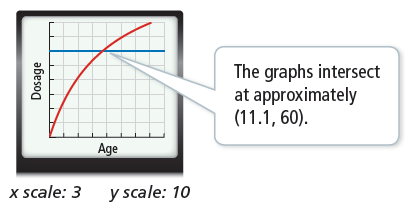 Dosage
Age
The graphs intersect
at approximately
(11.1, 60).
x scale: 3 y scale: 10